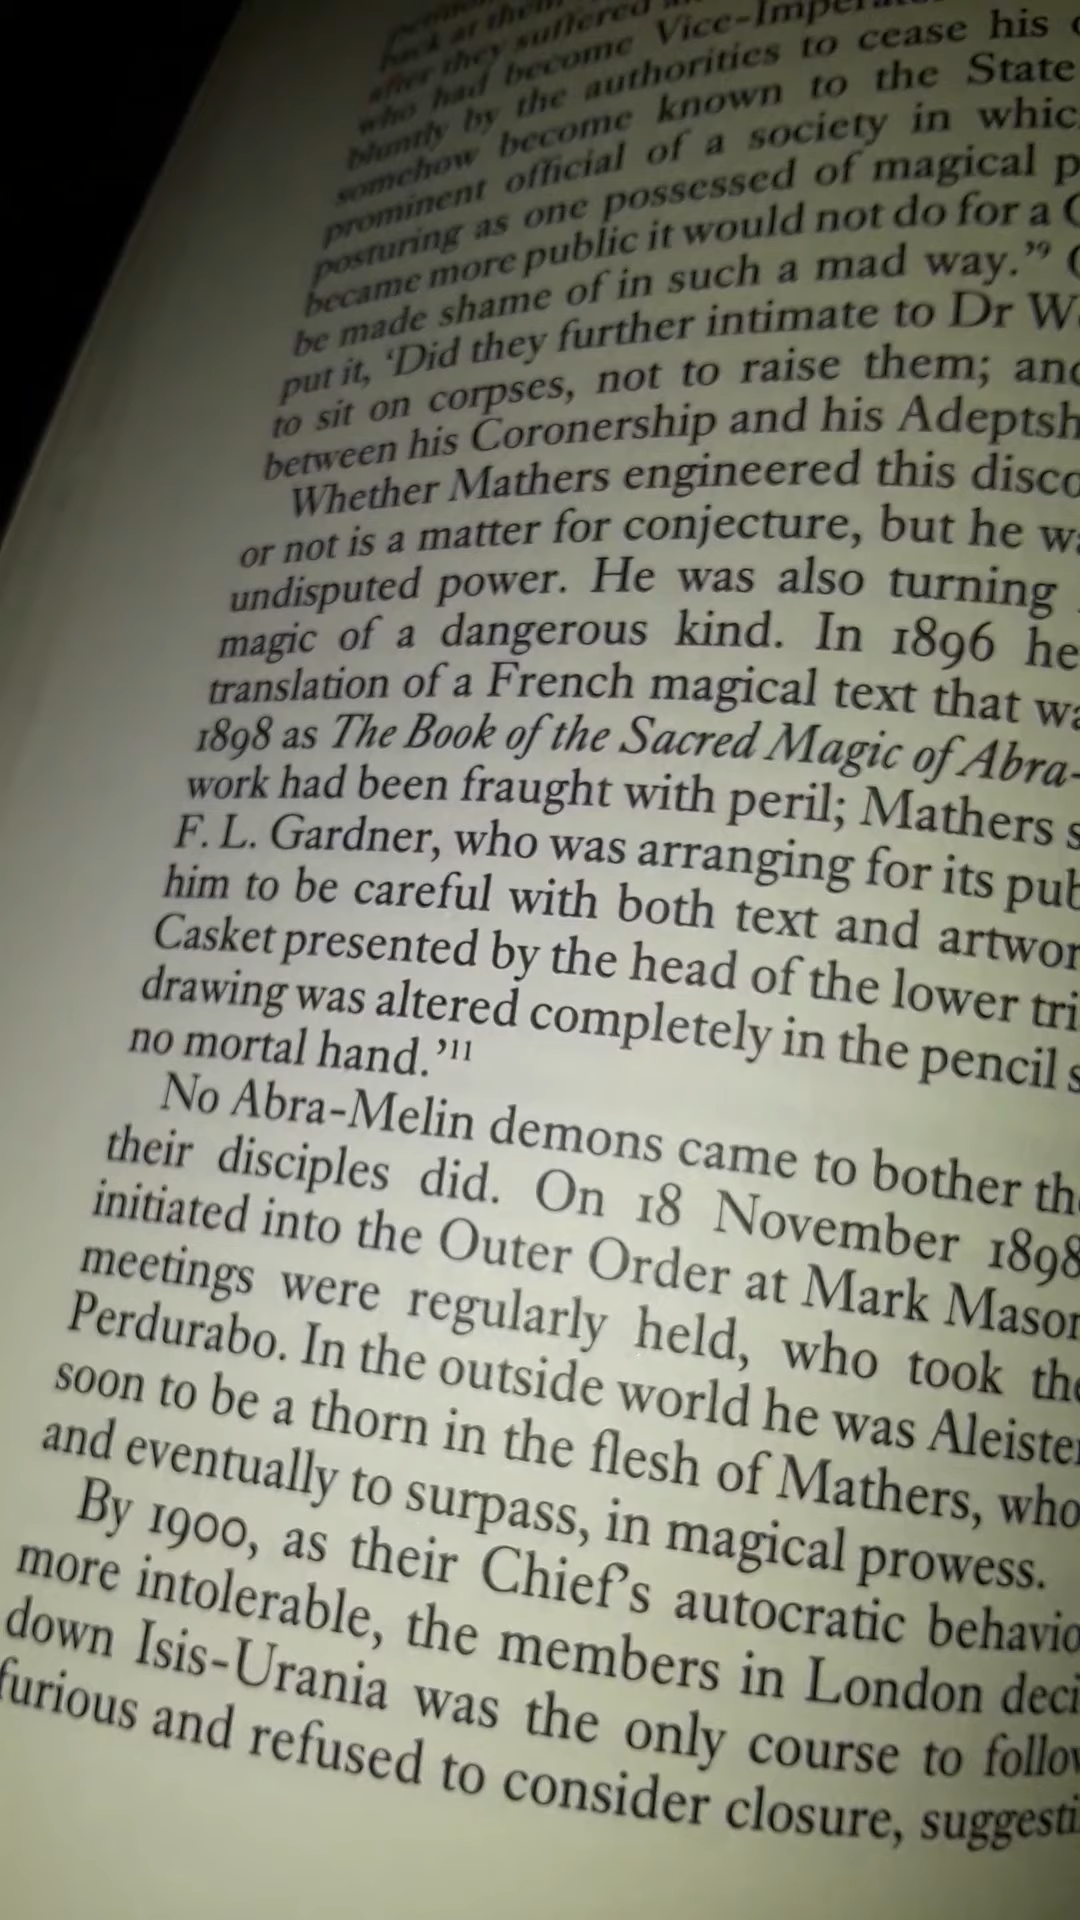 back at them
after they suffered
who had become Vice-Imper
bluntly by the authorities to cease his
somehow become known to the State
prominent official of a society in whic
posturing as one possessed of magical p
became more public it would not do for a
be made shame of in such a mad way."9
put it, 'Did they further intimate to Dr W
to sit on corpses, not to raise them; and
between his Coronership and his Adeptsh
Whether Mathers engineered this disco
or not is a matter for conjecture, but he wa
undisputed power. He was also turning
magic of a dangerous kind. In 1896 he
translation of a French magical text that wa
1898 as The Book of the Sacred Magic of Abra-
work had been fraught with peril; Mathers s
F. L. Gardner, who was arranging for its pub
him to be careful with both text and artwor
Casket presented by the head of the lower tri
drawing was altered completely in the pencil s
no mortal hand.'11
No Abra-Melin demons came to bother the
their disciples did. On 18 November 1898
initiated into the Outer Order at Mark Mason
meetings were regularly held, who took the
Perdurabo. In the outside world he was Aleister
soon to be a thorn in the flesh of Mathers, who
and eventually to surpass, in magical prowess.
By 1900, as their Chief's autocratic behavio
more intolerable, the members in London deci
down Isis-Urania was the only course to follow
furious and refused to consider closure, suggesti